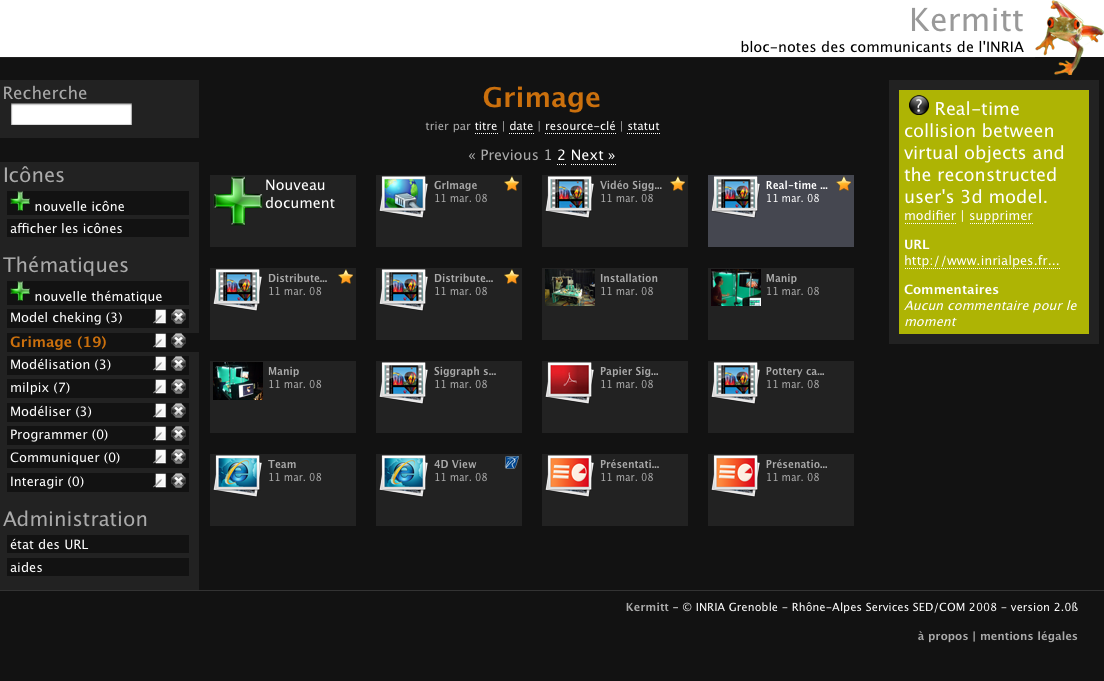 Kermitt
bloc-notes des communicants de l'INRIA
Recherche
Icônes
nouvelle icône
afficher les icônes
Thématiques
nouvelle thématique
Model cheking (3)
Grimage (19)
Modélisation (3)
milpix (7)
Modéliser (3)
Programmer (0)
Communiquer (0)
Interagir (0)
Administration
état des URL
aides
Grimage
trier par titre | date | resource-clé | statut
« Previous 1 2 Next »
Nouveau
document
GrImage
11 mar. 08
Vidéo Sigg...
11 mar. 08
Real-time ...
11 mar. 08
Distribute...
11 mar. 08
Distribute...
11 mar. 08
Installation
11 mar. 08
Manip
11 mar. 08
Manip
11 mar. 08
Siggraph s...
11 mar. 08
Papier Sig...
11 mar. 08
Pottery ca...
11 mar. 08
Team
11 mar. 08
4D View
11 mar. 08
Présentati...
11 mar. 08
Présenatio...
11 mar. 08
? Real-time
collision between
virtual objects and
the reconstructed
user's 3d model.
modifier | supprimer
URL
http://www.inrialpes.fr...
Commentaires
Aucun commentaire pour le
moment
Kermitt - © INRIA Grenoble - Rhône-Alpes Services SED/COM 2008 - version 2.0ß
à propos | mentions légales